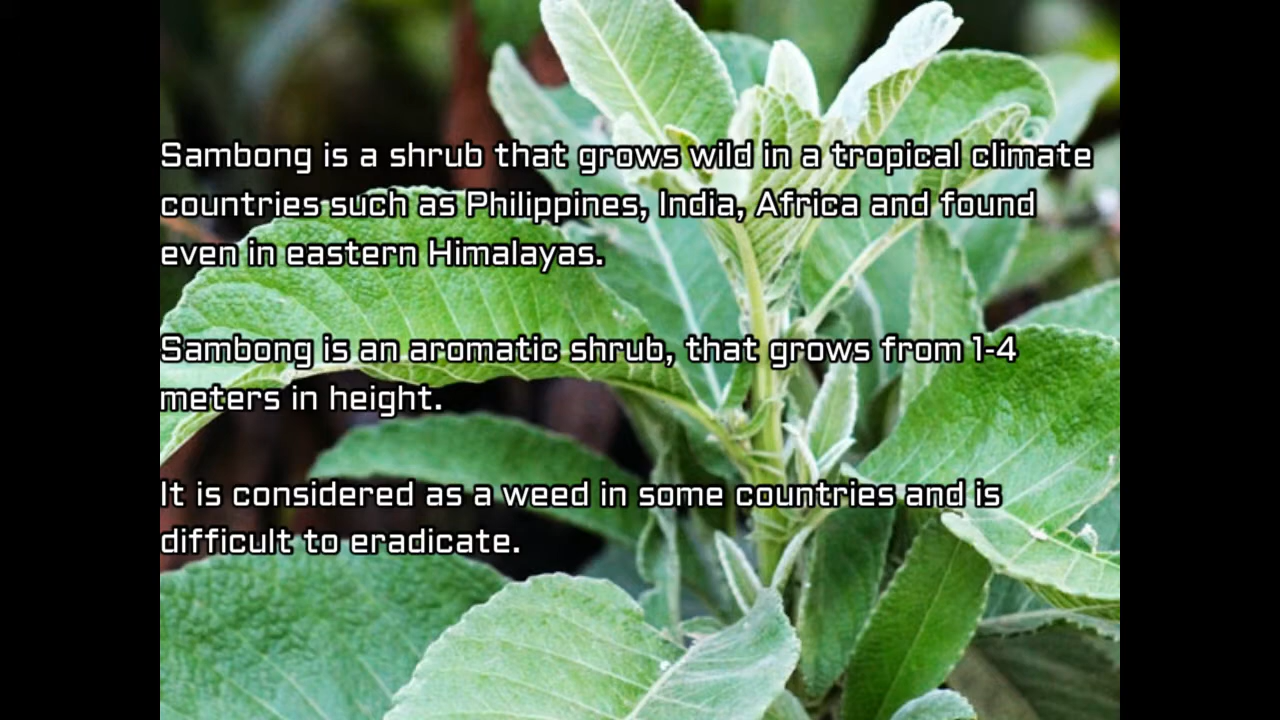 Sambong is a shrub that grows wild in a tropical climate
countries such as Philippines, India, Africa and found
even in eastern Himalayas.
Sambong is an aromatic shrub, that grows from 1-4
meters in height.
It is considered as a weed in some countries and is
difficult to eradicate.